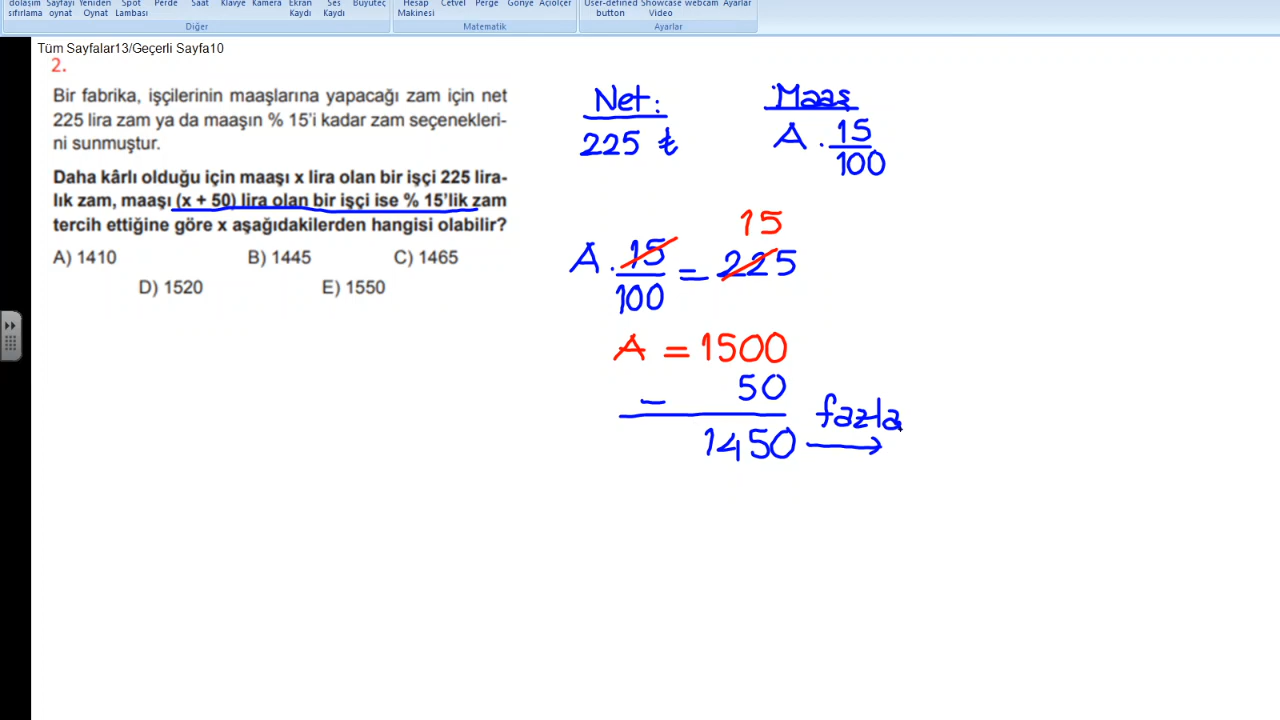 dolaşım Sayfayı Yeniden Spot Perde Saat Klavye Kamera Ekran Ses Büyüteç
sıfırlama oynat Oynat Lambası Kaydı Kaydı
Diğer
Hesap Cetvel Perge Gönye Açıölçer
Makinesi
Matematik
User-defined Showcase webcam Ayarlar
button Video
Ayarlar
Tüm Sayfalar13/Geçerli Sayfa10
2.
Bir fabrika, işçilerinin maaşlarına yapacağı zam için net
225 lira zam ya da maaşın % 15'i kadar zam seçenekleri-
ni sunmuştur.
Daha kârlı olduğu için maaşı x lira olan bir işçi 225 lira-
lık zam, maaşı (x + 50) lira olan bir işçi ise % 15'lik zam
tercih ettiğine göre x aşağıdakilerden hangisi olabilir?
A) 1410 B) 1445 C) 1465
D) 1520 E) 1550
Net: Maaş
225 ₺ A . 15/100
15
A . 15/100 = 225
A = 1500
- 50
1450 → fazla